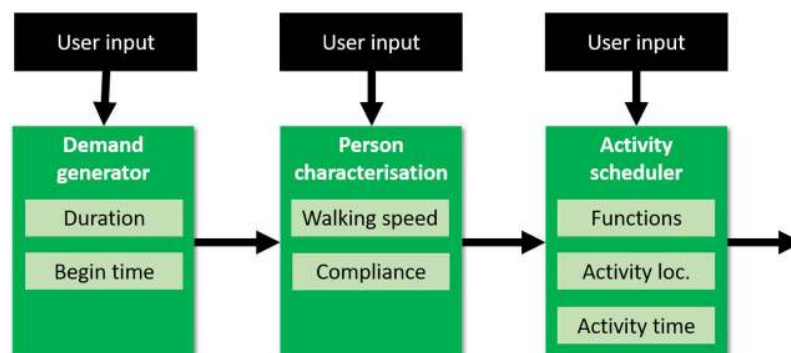 User input
User input
User input
Demand
generator
Duration
Begin time
Person
characterisation
Walking speed
Compliance
Activity
scheduler
Functions
Activity loc.
Activity time